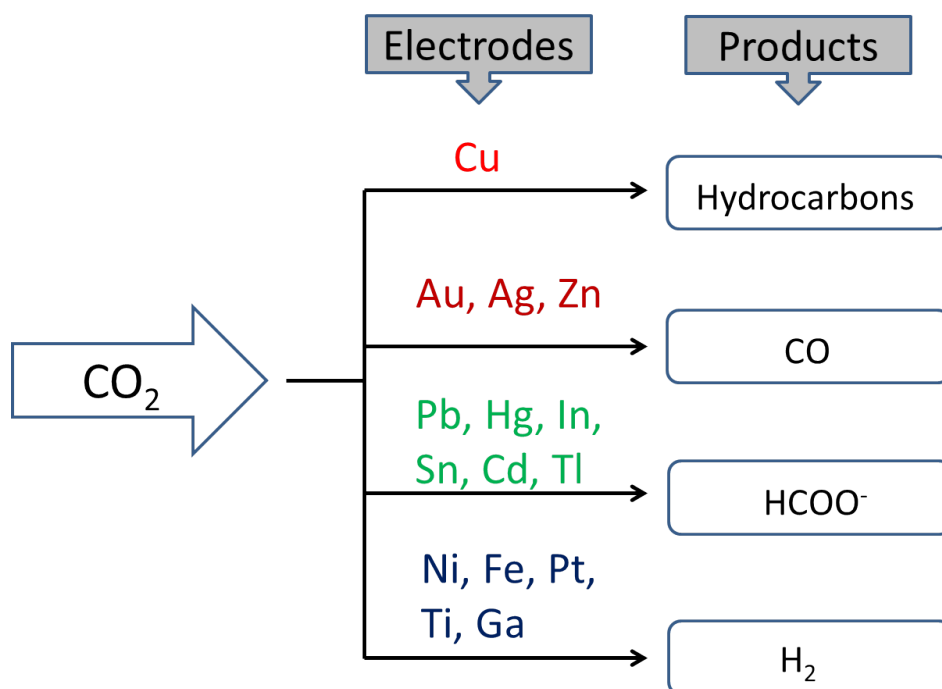 Electrodes
Products
Cu
Hydrocarbons
Au, Ag, Zn
CO
CO₂
Pb, Hg, In,
Sn, Cd, Tl
HCOO⁻
Ni, Fe, Pt,
Ti, Ga
H₂